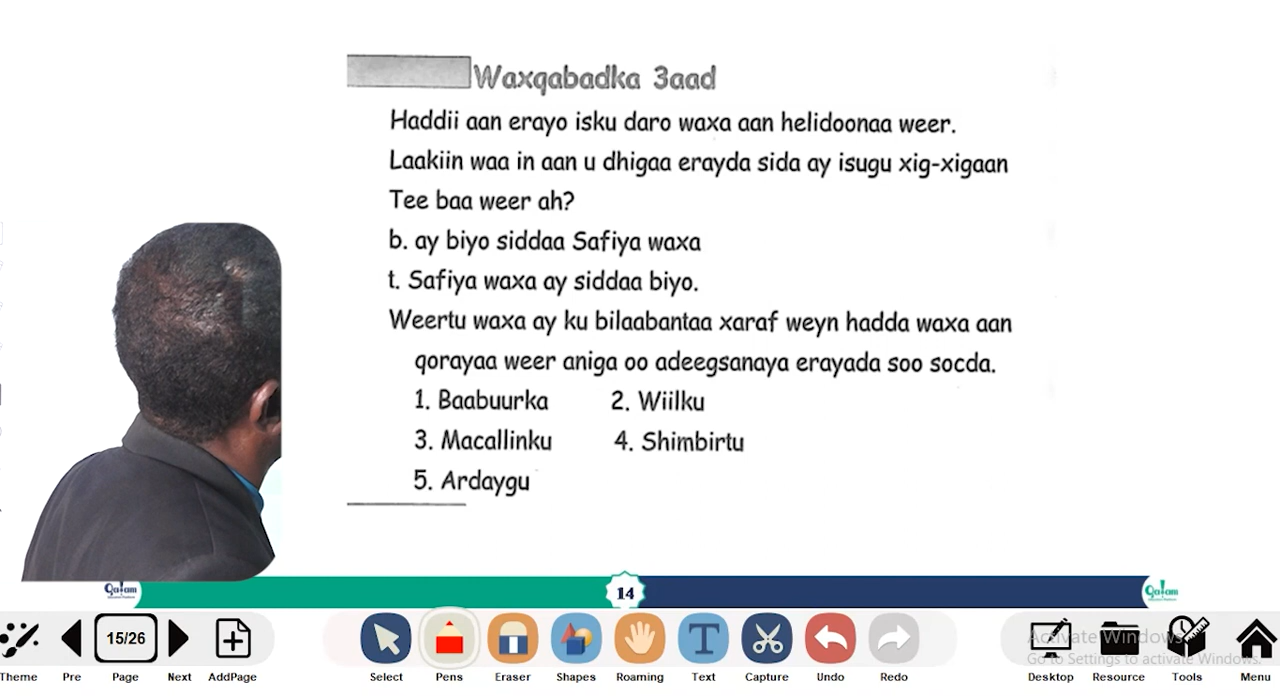 Waxqabadka 3aad
Haddii aan erayo isku daro waxa aan helidoonaa weer.
Laakiin waa in aan u dhigaa erayda sida ay isugu xig-xigaan
Tee baa weer ah?
b. ay biyo siddaa Safiya waxa
t. Safiya waxa ay siddaa biyo.
Weertu waxa ay ku bilaabantaa xaraf weyn hadda waxa aan
qorayaa weer aniga oo adeegsanaya erayada soo socda.
1. Baabuurka 2. Wiilku
3. Macallinku 4. Shimbirtu
5. Ardaygu
Qalam 14 Qalam
15/26
Activate Windows
Go to Settings to activate Windows.
Theme Pre Page Next AddPage Select Pens Eraser Shapes Roaming Text Capture Undo Redo Desktop Resource Tools Menu